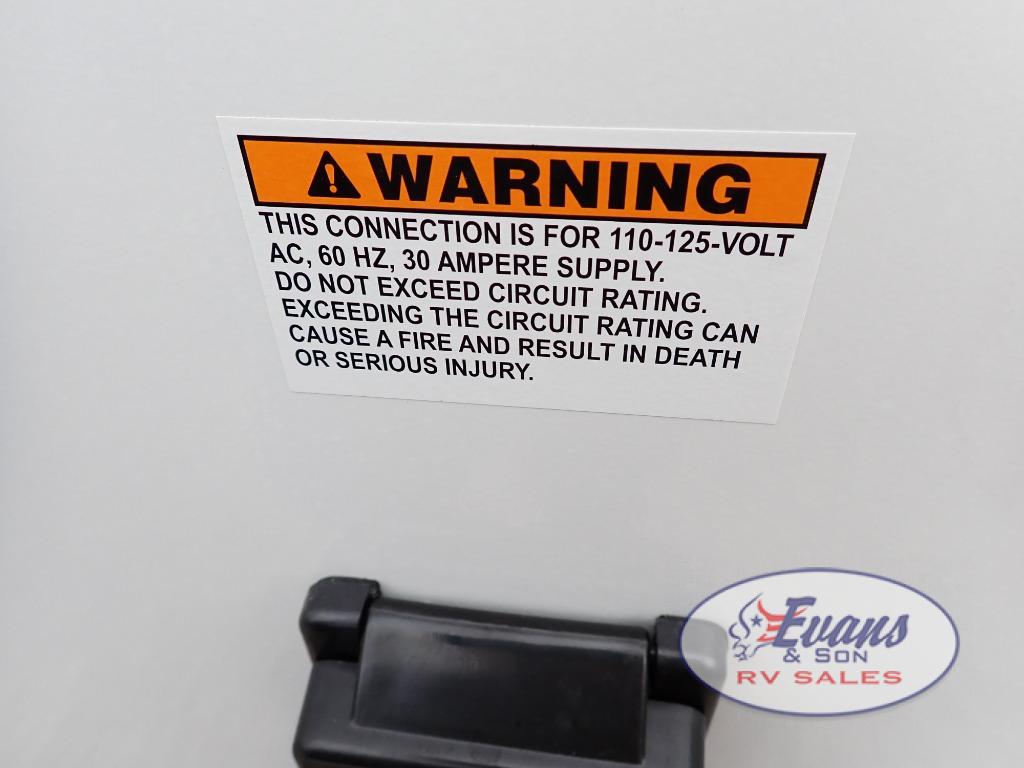 WARNING
THIS CONNECTION IS FOR 110-125-VOLT
AC, 60 HZ, 30 AMPERE SUPPLY.
DO NOT EXCEED CIRCUIT RATING.
EXCEEDING THE CIRCUIT RATING CAN
CAUSE A FIRE AND RESULT IN DEATH
OR SERIOUS INJURY.
Evans
& SON
RV SALES